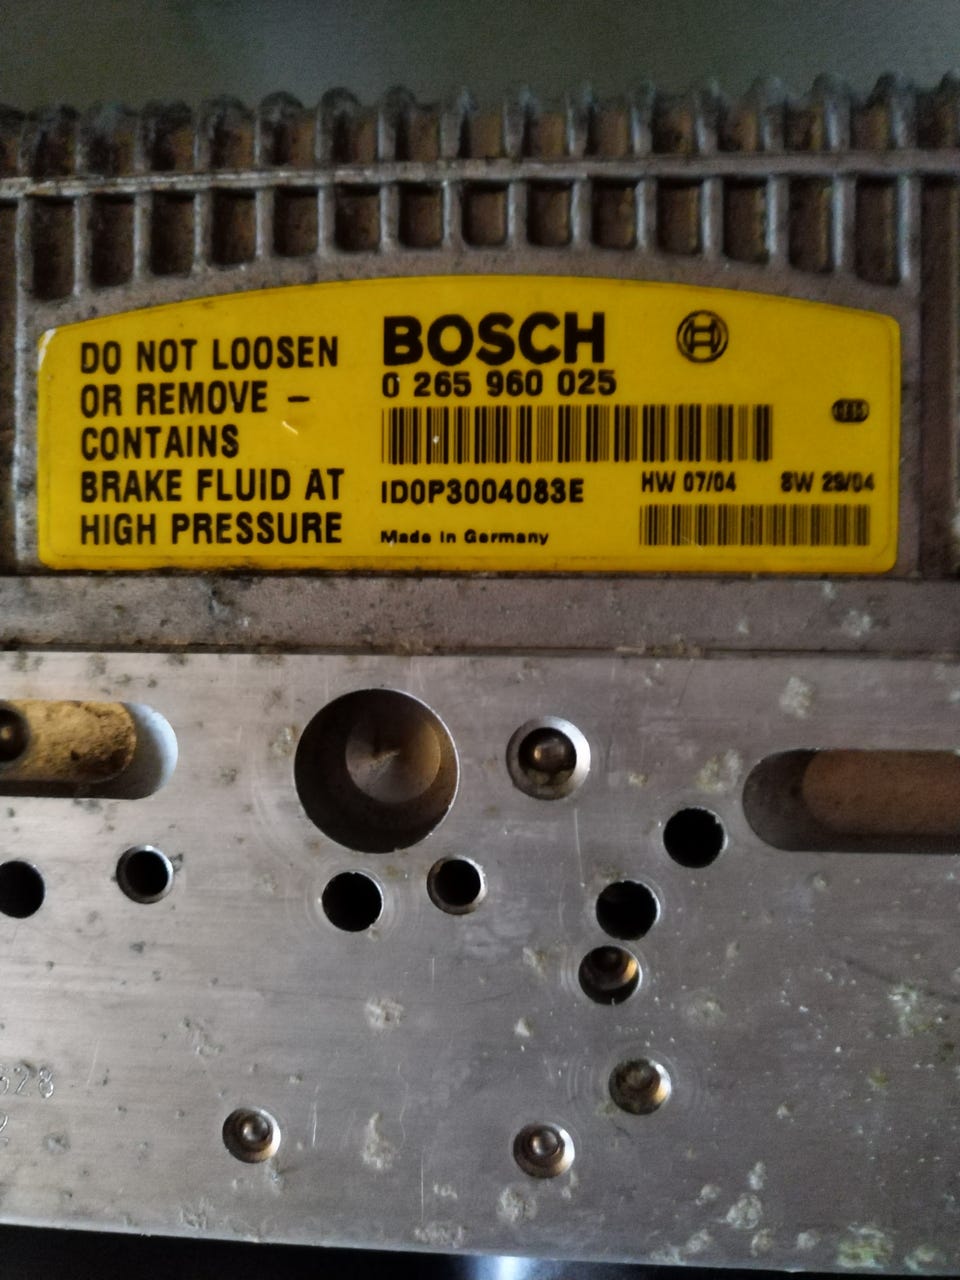 DO NOT LOOSEN
OR REMOVE –
CONTAINS
BRAKE FLUID AT
HIGH PRESSURE
BOSCH
0 265 960 025
ID0P3004083E
Made in Germany
HW 07/04 SW 29/04